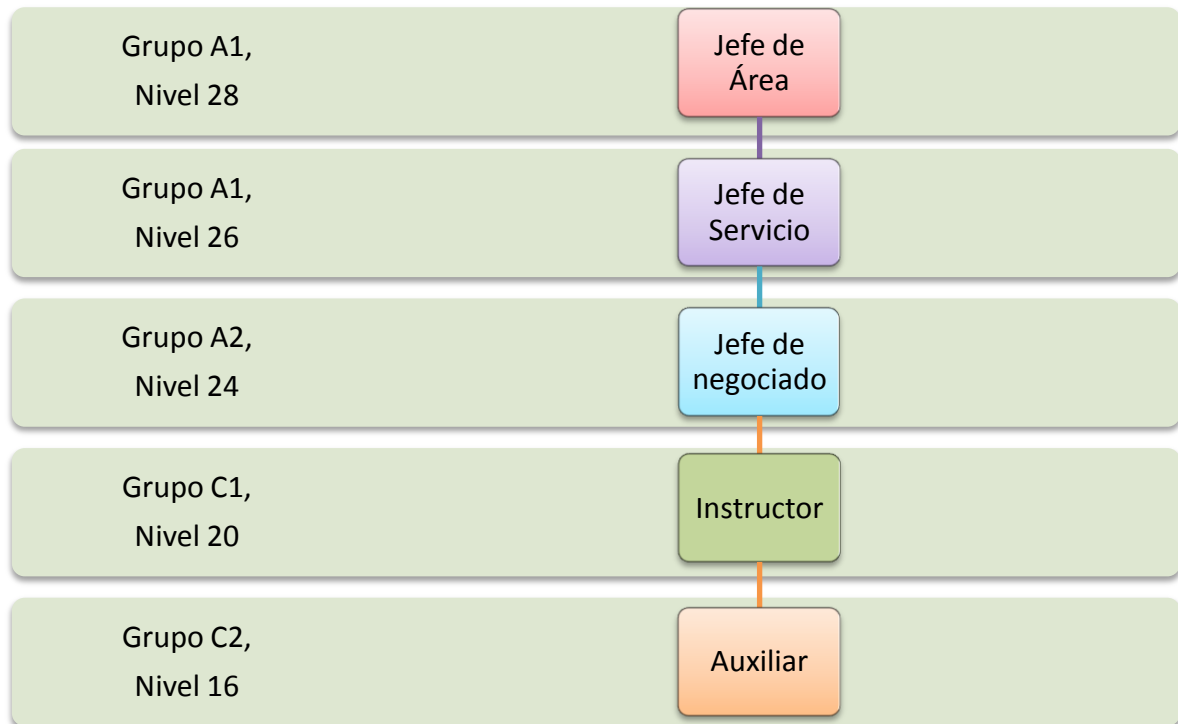 Grupo A1,
Nivel 28
Jefe de
Área
Grupo A1,
Nivel 26
Jefe de
Servicio
Grupo A2,
Nivel 24
Jefe de
negociado
Grupo C1,
Nivel 20
Instructor
Grupo C2,
Nivel 16
Auxiliar